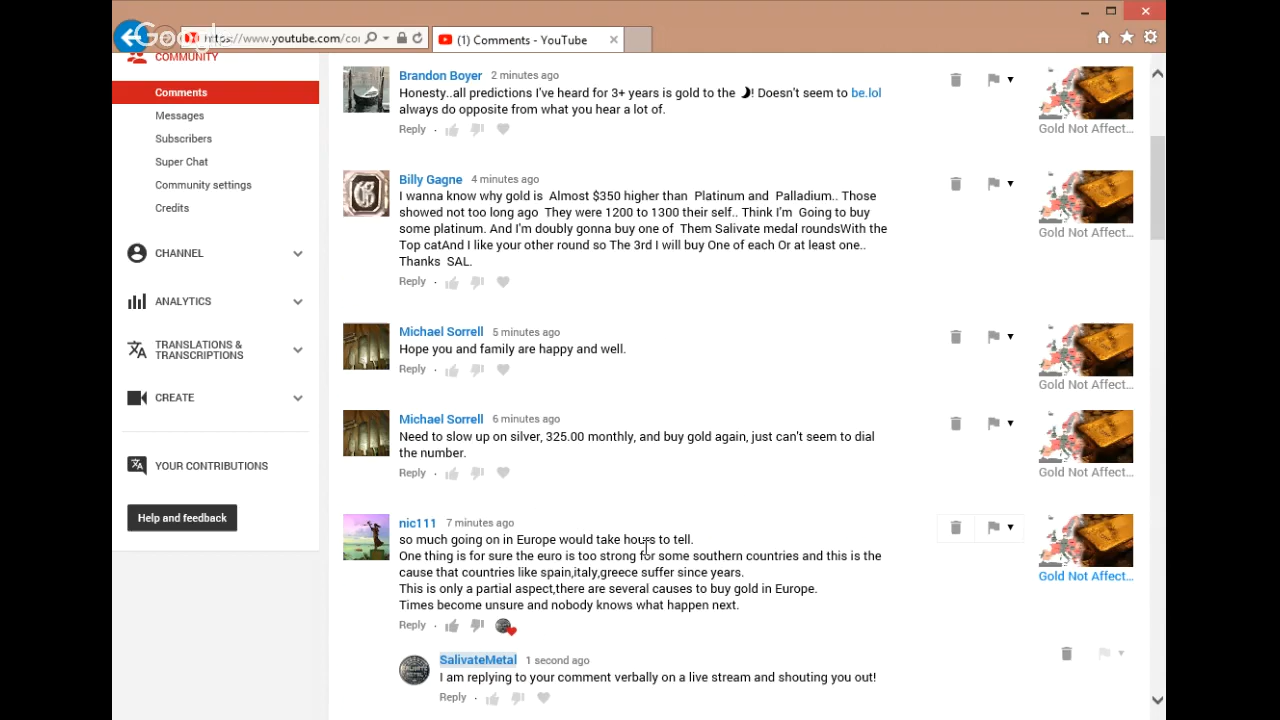 Google
https://www.youtube.com/co
(1) Comments - YouTube
COMMUNITY
Comments
Messages
Subscribers
Super Chat
Community settings
Credits
CHANNEL
ANALYTICS
TRANSLATIONS &
TRANSCRIPTIONS
CREATE
YOUR CONTRIBUTIONS
Help and feedback
Brandon Boyer 2 minutes ago
Honesty..all predictions I've heard for 3+ years is gold to the 🌙! Doesn't seem to be.lol
always do opposite from what you hear a lot of.
Reply
Gold Not Affect...
Billy Gagne 4 minutes ago
I wanna know why gold is Almost $350 higher than Platinum and Palladium.. Those
showed not too long ago They were 1200 to 1300 their self.. Think I'm Going to buy
some platinum. And I'm doubly gonna buy one of Them Salivate medal roundsWith the
Top catAnd I like your other round so The 3rd I will buy One of each Or at least one..
Thanks SAL.
Reply
Gold Not Affect...
Michael Sorrell 5 minutes ago
Hope you and family are happy and well.
Reply
Gold Not Affect...
Michael Sorrell 6 minutes ago
Need to slow up on silver, 325.00 monthly, and buy gold again, just can't seem to dial
the number.
Reply
Gold Not Affect...
nic111 7 minutes ago
so much going on in Europe would take hours to tell.
One thing is for sure the euro is too strong for some southern countries and this is the
cause that countries like spain,italy,greece suffer since years.
This is only a partial aspect,there are several causes to buy gold in Europe.
Times become unsure and nobody knows what happen next.
Reply
Gold Not Affect...
SalivateMetal 1 second ago
I am replying to your comment verbally on a live stream and shouting you out!
Reply